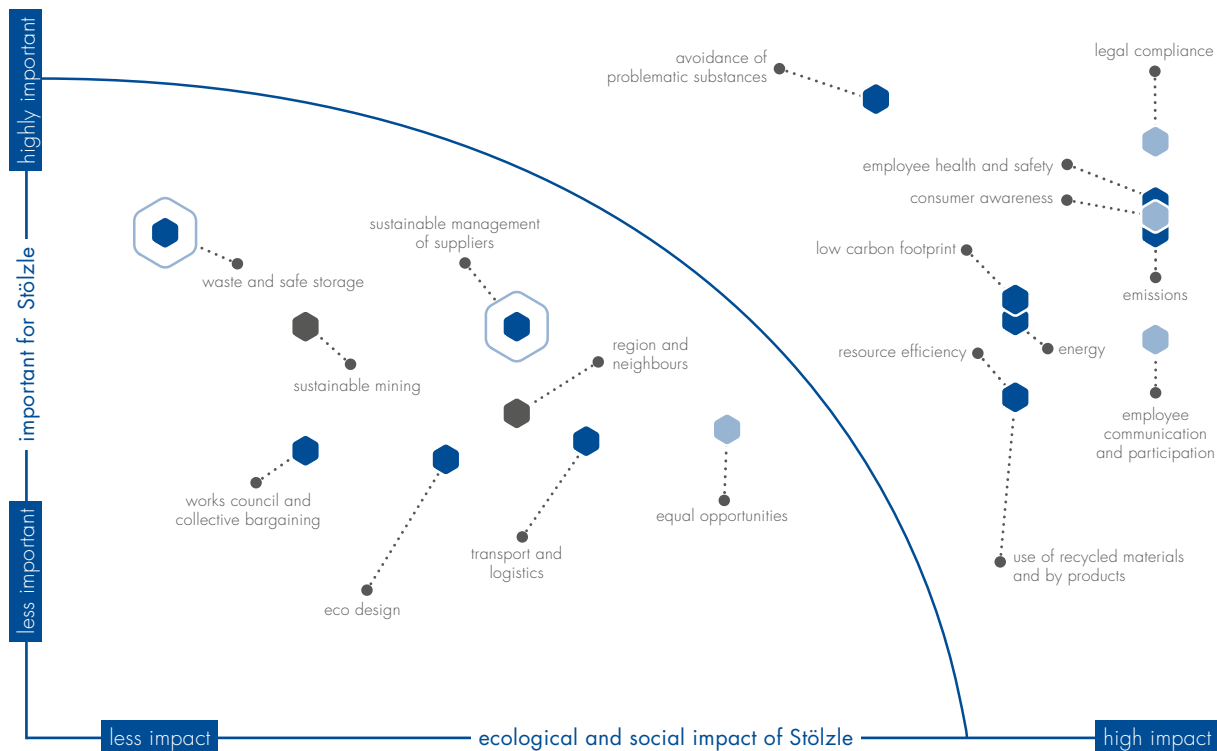 highly important
important for Stölzle
less important
avoidance of
problematic substances
legal compliance
employee health and safety
consumer awareness
low carbon footprint
emissions
energy
resource efficiency
employee
communication
and participation
use of recycled materials
and by products
waste and safe storage
sustainable management
of suppliers
sustainable mining
region and
neighbours
works council and
collective bargaining
eco design
transport and
logistics
equal opportunities
less impact
ecological and social impact of Stölzle
high impact